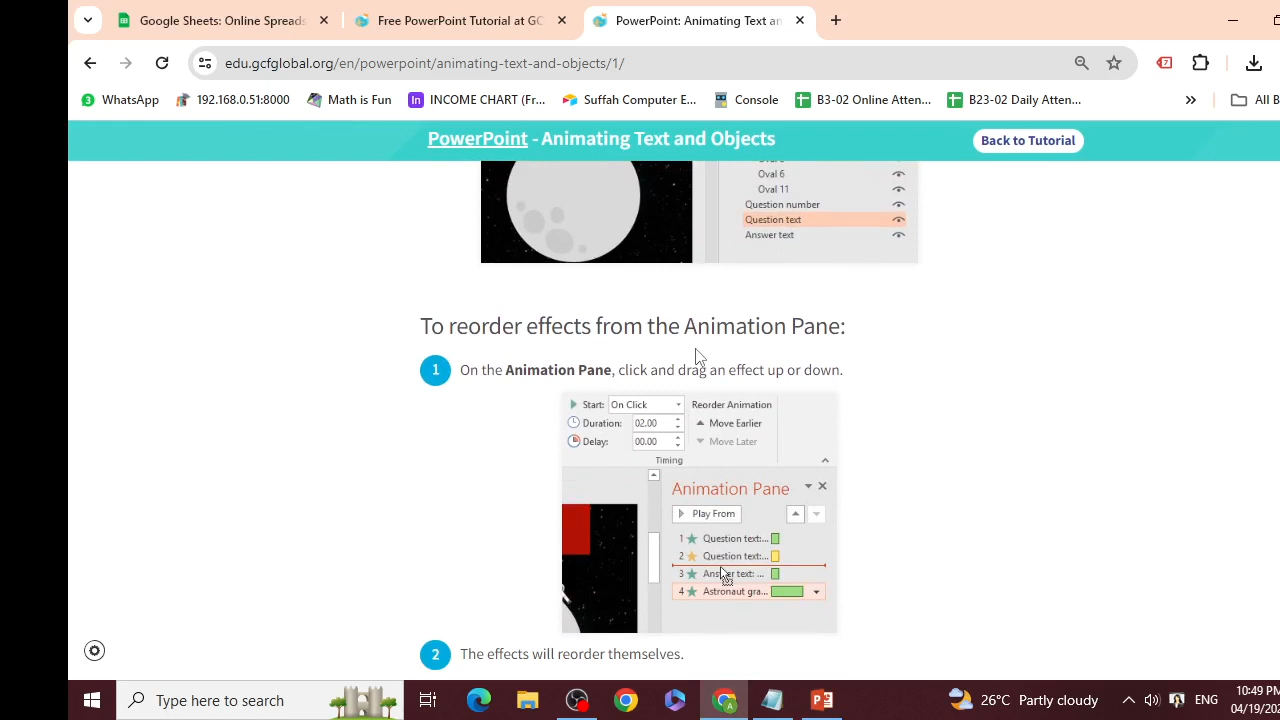 Google Sheets: Online Spreads
Free PowerPoint Tutorial at GC
PowerPoint: Animating Text an
edu.gcfglobal.org/en/powerpoint/animating-text-and-objects/1/
7
3 WhatsApp
192.168.0.51:8000
Math is Fun
In INCOME CHART (Fr...
Suffah Computer E...
Console
B3-02 Online Atten...
B23-02 Daily Atten...
All B
PowerPoint - Animating Text and Objects
Back to Tutorial
Oval 6
Oval 11
Question number
Question text
Answer text
To reorder effects from the Animation Pane:
1 On the Animation Pane, click and drag an effect up or down.
Start: On Click
Reorder Animation
Duration: 02.00
Move Earlier
Delay: 00.00
Move Later
Timing
Animation Pane
Play From
1 Question text:...
2 Question text:...
3 Answer text: ...
4 Astronaut gra...
2 The effects will reorder themselves.
Type here to search
A
26°C Partly cloudy
ENG
10:49 PM
04/19/202